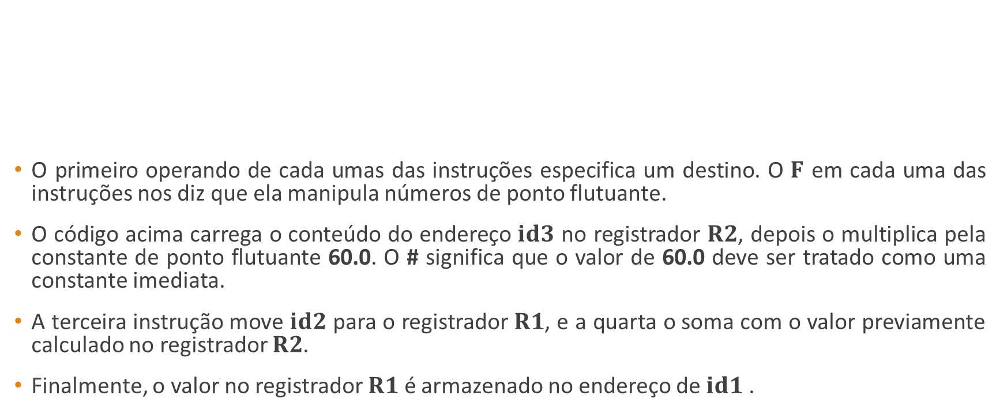 • O primeiro operando de cada umas das instruções especifica um destino. O F em cada uma das
instruções nos diz que ela manipula números de ponto flutuante.
• O código acima carrega o conteúdo do endereço id3 no registrador R2, depois o multiplica pela
constante de ponto flutuante 60.0. O # significa que o valor de 60.0 deve ser tratado como uma
constante imediata.
• A terceira instrução move id2 para o registrador R1, e a quarta o soma com o valor previamente
calculado no registrador R2.
• Finalmente, o valor no registrador R1 é armazenado no endereço de id1 .